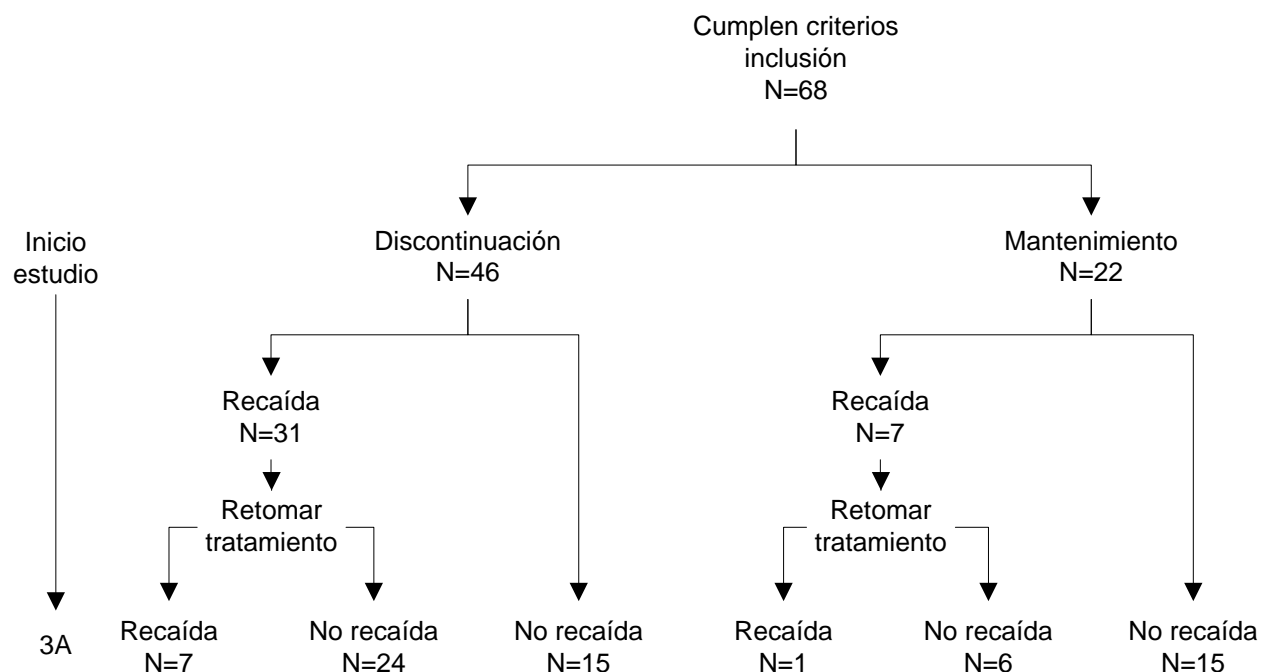 Cumplen criterios
inclusión
N=68
Inicio
estudio
Discontinuación
N=46
Mantenimiento
N=22
Recaída
N=31
Recaída
N=7
Retomar
tratamiento
Retomar
tratamiento
3A
Recaída
N=7
No recaída
N=24
No recaída
N=15
Recaída
N=1
No recaída
N=6
No recaída
N=15